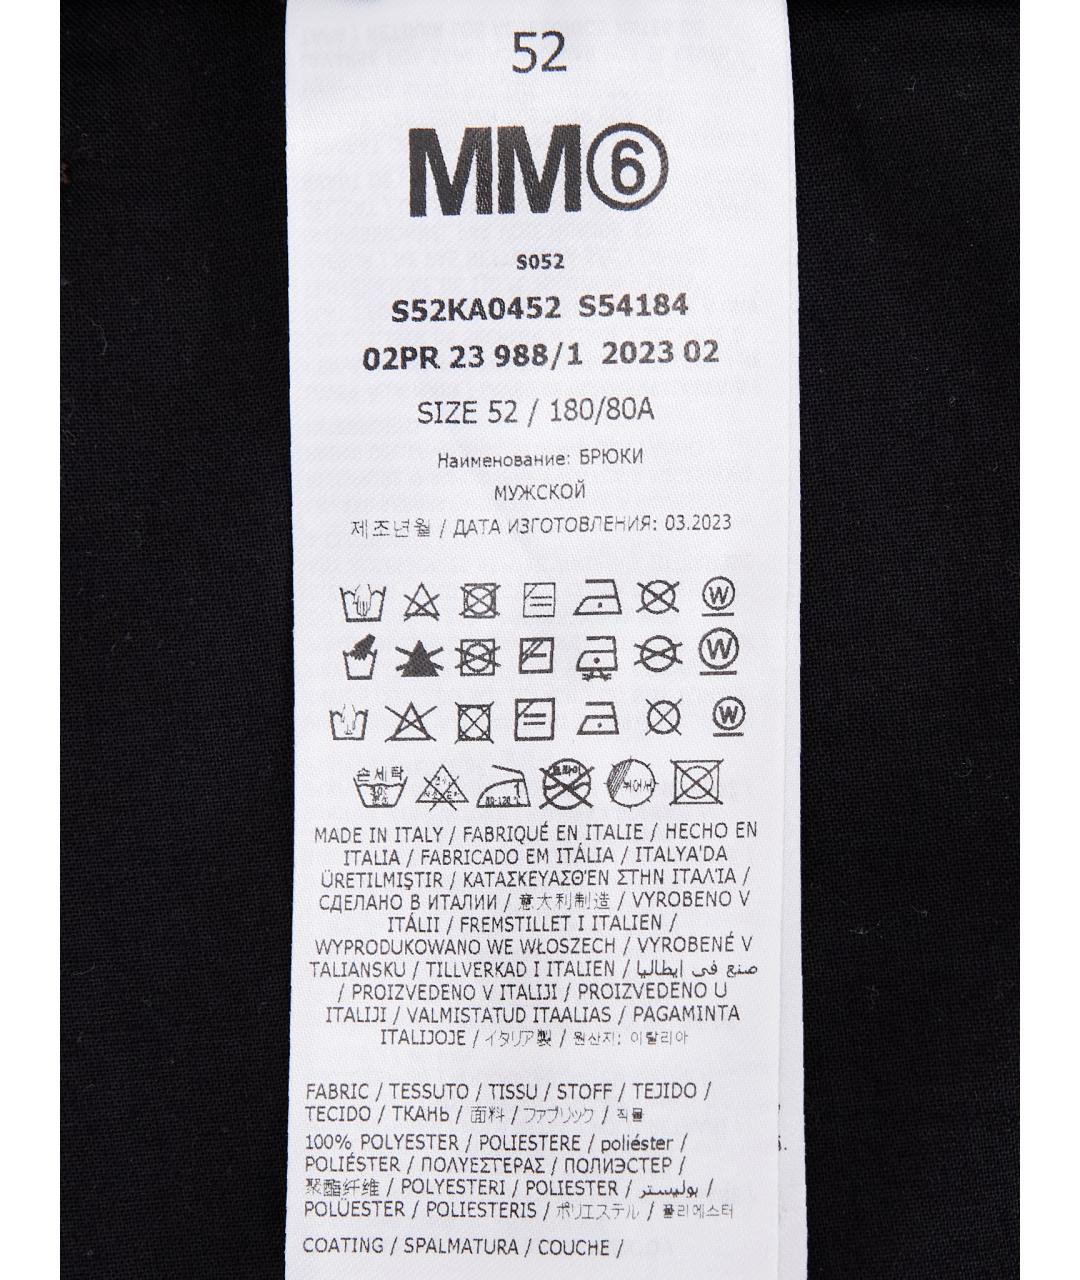 52
MM⑥
S052
S52KA0452 S54184
02PR 23 988/1 2023 02
SIZE 52 / 180/80A
Наименование: БРЮКИ
МУЖСКОЙ
제조년월 / ДАТА ИЗГОТОВЛЕНИЯ: 03.2023
W
W
W
손세탁
MADE IN ITALY / FABRIQUÉ EN ITALIE / HECHO EN
ITALIA / FABRICADO EM ITÁLIA / ITALYA'DA
ÜRETILMIŞTIR / ΚΑΤΑΣΚΕΥΑΣΘ'ΕΝ ΣΤΗΝ ΙΤΑΛ'ΙΑ /
СДЕЛАНО В ИТАЛИИ / 意大利制造 / VYROBENO V
ITÁLII / FREMSTILLET I ITALIEN /
WYPRODUKOWANO WE WŁOSZECH / VYROBENÉ V
TALIANSKU / TILLVERKAD I ITALIEN / صنع فى ايطاليا
/ PROIZVEDENO V ITALIJI / PROIZVEDENO U
ITALIJI / VALMISTATUD ITAALIAS / PAGAMINTA
ITALIJOJE / イタリア製 / 원산지: 이탈리아
FABRIC / TESSUTO / TISSU / STOFF / TEJIDO /
TECIDO / ТКАНЬ / 面料 / ファブリック / 직물
100% POLYESTER / POLIESTERE / poliéster /
POLIÉSTER / ΠΟΛΥΕΣΤΕΡΑΣ / ПОЛИЭСТЕР /
聚酯纤维 / POLYESTERI / POLIESTER / بوليستر /
POLÜESTER / POLIESTERIS / ポリエステル / 폴리에스터
COATING / SPALMATURA / COUCHE /